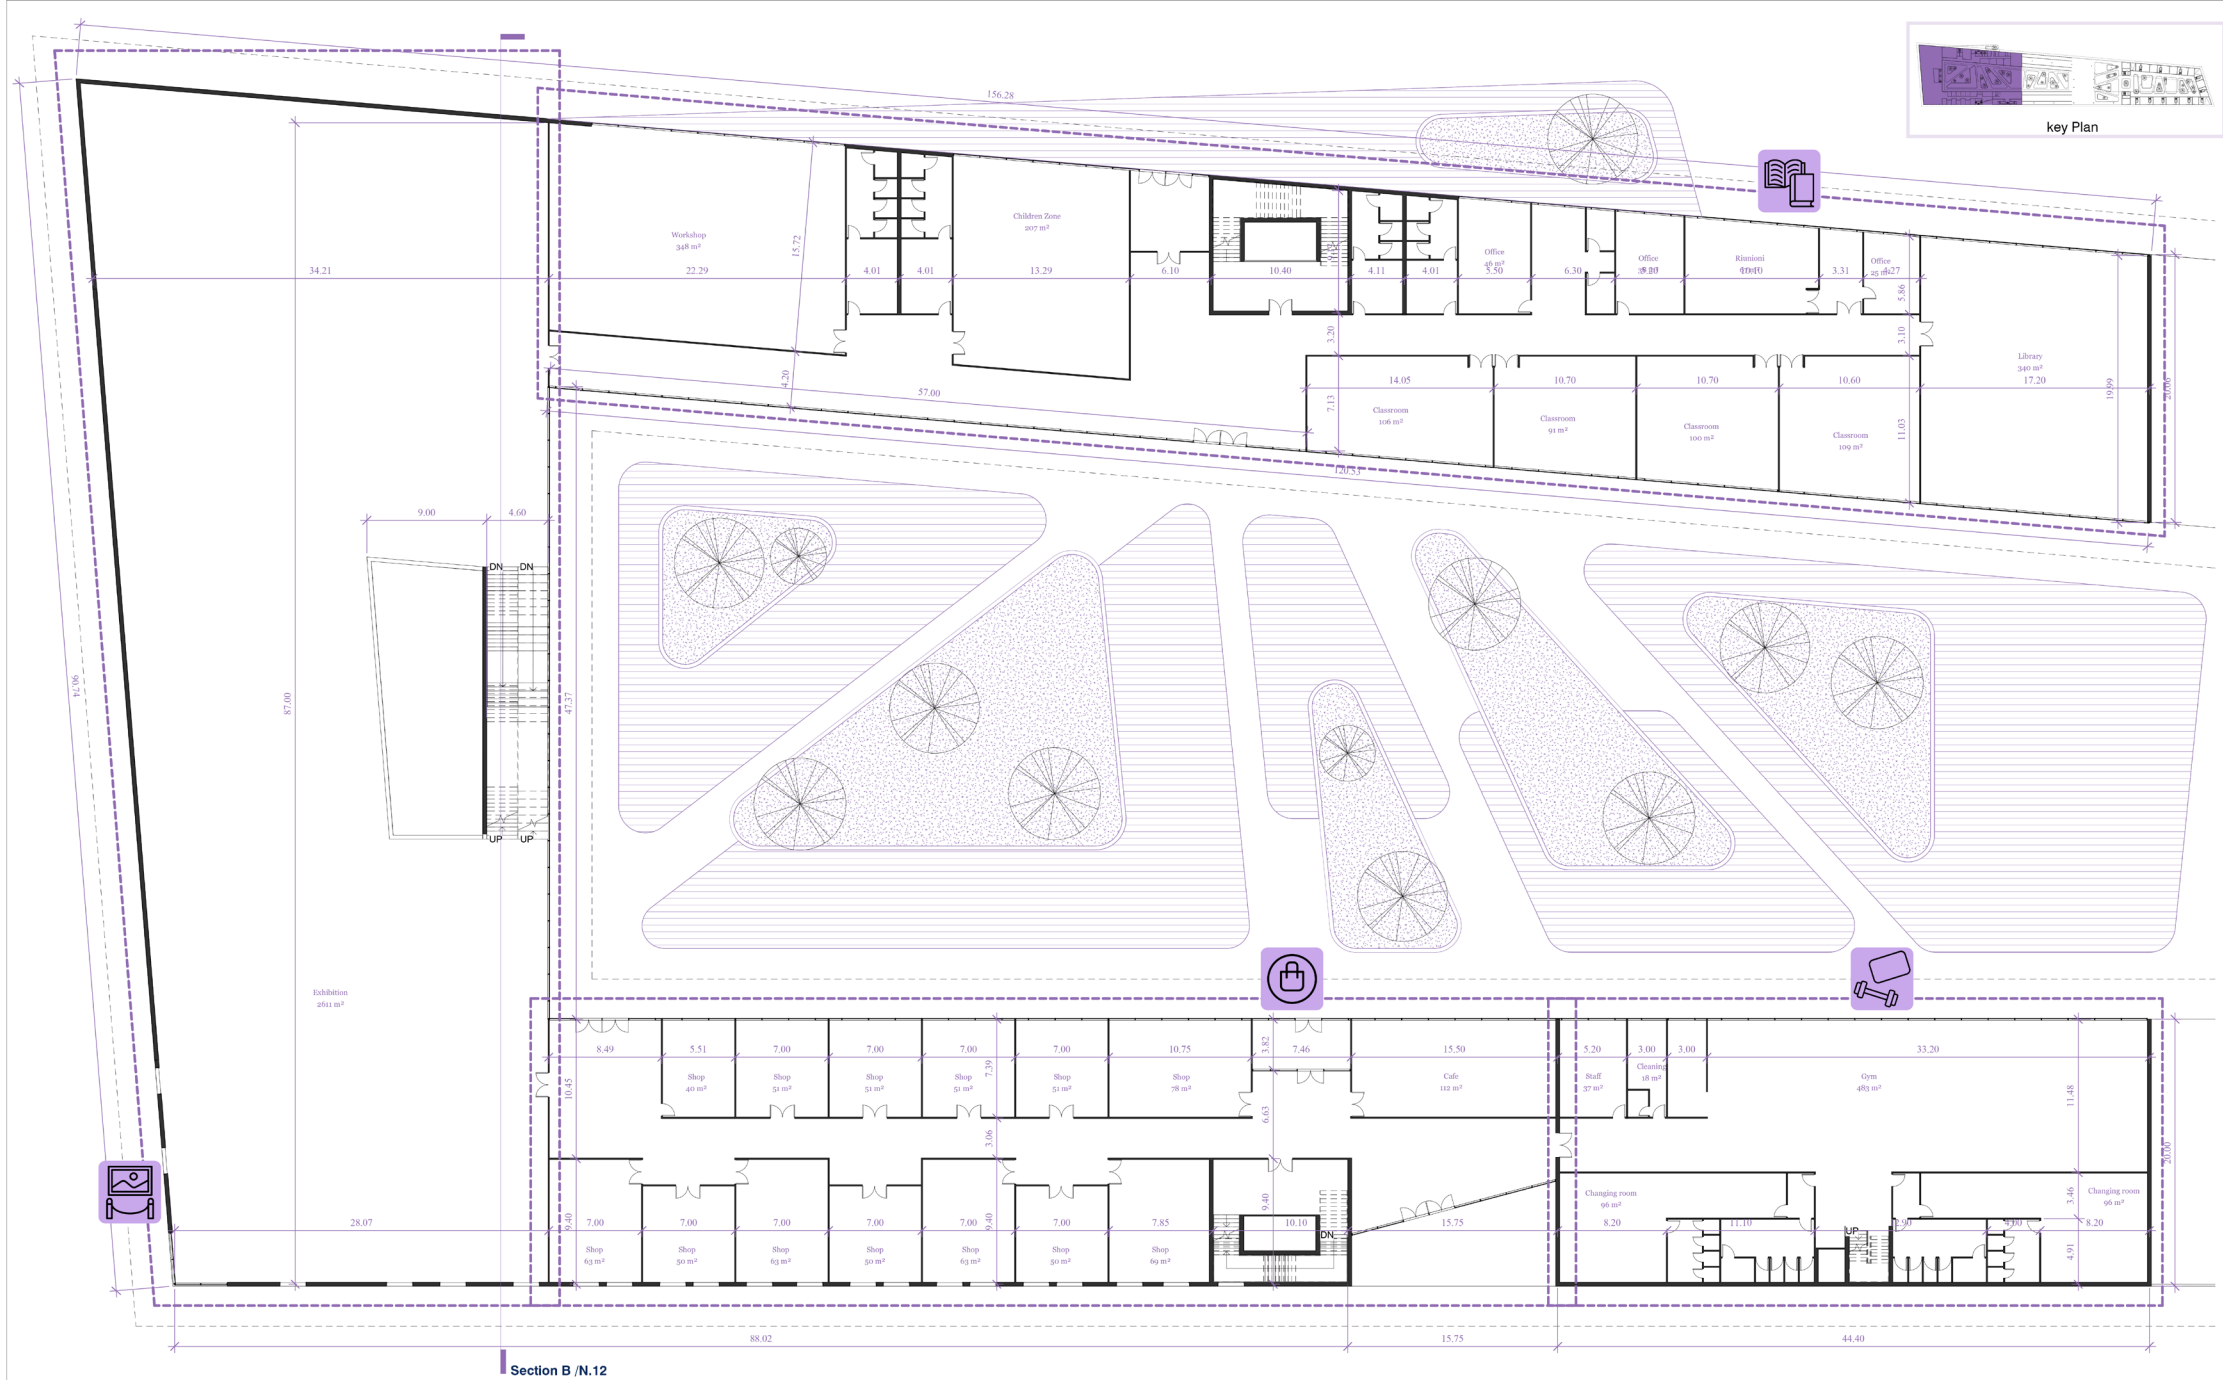 156.28
key Plan
Workshop
348 m²
15.72
Children Zone
207 m²
34.21
22.29
4.01
4.01
13.29
6.10
10.40
4.11
4.01
Office
46 m²
5.50
6.30
Office
Riunioni
3.31
Office
25 m²
4.27
5.86
3.20
3.10
4.20
57.00
14.05
10.70
10.70
10.60
Library
340 m²
17.20
19.99
7.13
Classroom
106 m²
Classroom
91 m²
Classroom
100 m²
Classroom
109 m²
11.03
120.53
9.00
4.60
DN
DN
90.74
87.00
47.37
UP
UP
Exhibition
2611 m²
8.49
5.51
7.00
7.00
7.00
7.00
10.75
3.82
7.46
15.50
5.20
3.00
3.00
33.20
10.45
Shop
40 m²
Shop
51 m²
Shop
51 m²
Shop
51 m²
7.39
Shop
51 m²
Shop
78 m²
6.63
Cafe
112 m²
Staff
37 m²
Cleaning
18 m²
Gym
483 m²
11.48
3.06
20.00
28.07
9.40
7.00
7.00
7.00
7.00
7.00
9.40
7.00
7.85
9.40
10.10
DN
15.75
Changing room
96 m²
8.20
11.10
UP
2.90
4.00
3.46
Changing room
96 m²
8.20
Shop
63 m²
Shop
50 m²
Shop
63 m²
Shop
50 m²
Shop
63 m²
Shop
50 m²
Shop
69 m²
4.91
88.02
15.75
44.40
Section B /N.12